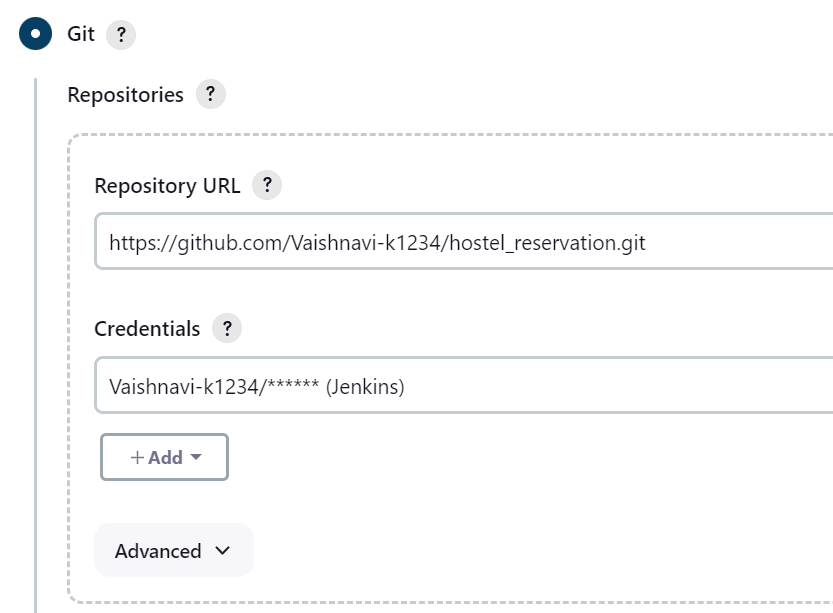 Git ?
Repositories ?
Repository URL ?
https://github.com/Vaishnavi-k1234/hostel_reservation.git
Credentials ?
Vaishnavi-k1234/****** (Jenkins)
+ Add
Advanced